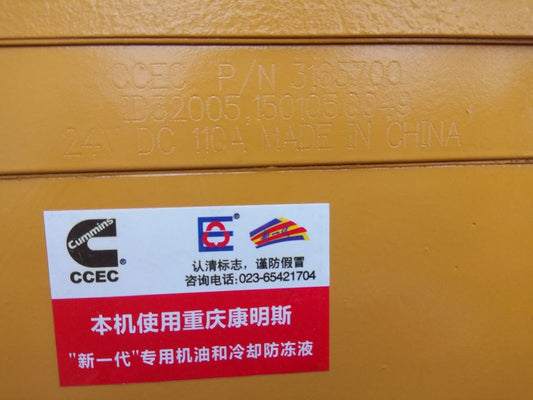 CCEC P/N 3165700
ID32005,150103 0049
24V DC 110A MADE IN CHINA
Cummins
CCEC
认清标志，谨防假冒
咨询电话:023-65421704
本机使用重庆康明斯
"新一代"专用机油和冷却防冻液